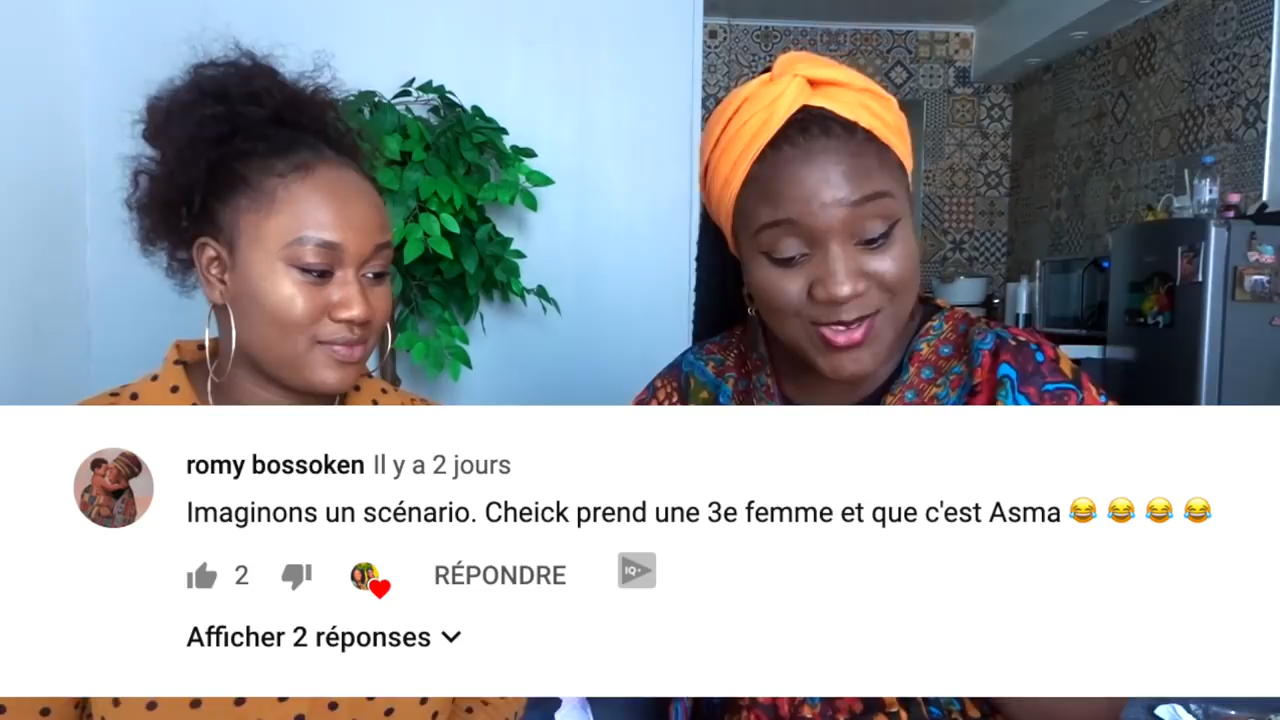 romy bossoken Il y a 2 jours
Imaginons un scénario. Cheick prend une 3e femme et que c'est Asma 😂 😂 😂 😂
2 RÉPONDRE IQ+
Afficher 2 réponses